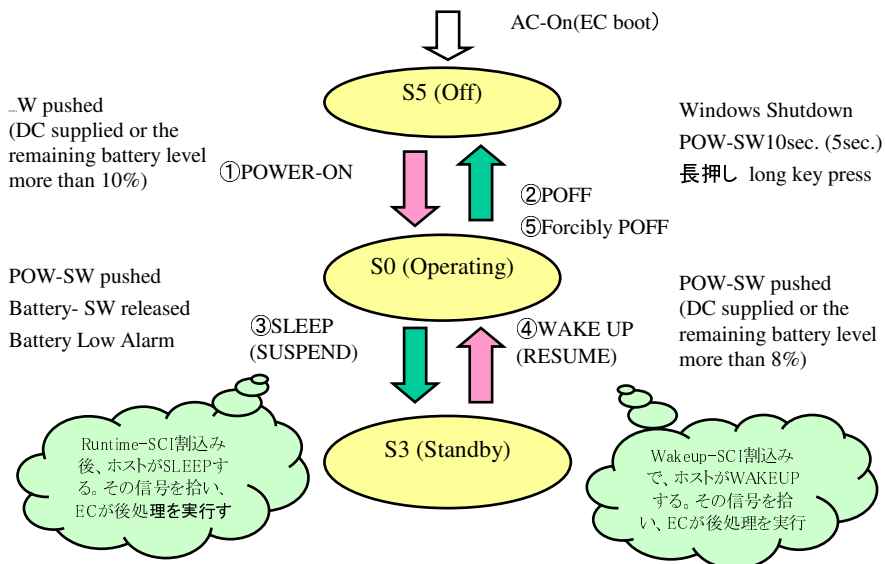 AC-On(EC boot）
S5 (Off)
W pushed
(DC supplied or the
remaining battery level
more than 10%)
①POWER-ON
②POFF
⑤Forcibly POFF
Windows Shutdown
POW-SW10sec. (5sec.)
長押し long key press
S0 (Operating)
POW-SW pushed
Battery- SW released
Battery Low Alarm
③SLEEP
(SUSPEND)
④WAKE UP
(RESUME)
POW-SW pushed
(DC supplied or the
remaining battery level
more than 8%)
S3 (Standby)
Runtime-SCI割込み
後、ホストがSLEEPす
る。その信号を拾い、
ECが後処理を実行す
Wakeup-SCI割込み
で、ホストがWAKEUP
する。その信号を拾
い、ECが後処理を実行